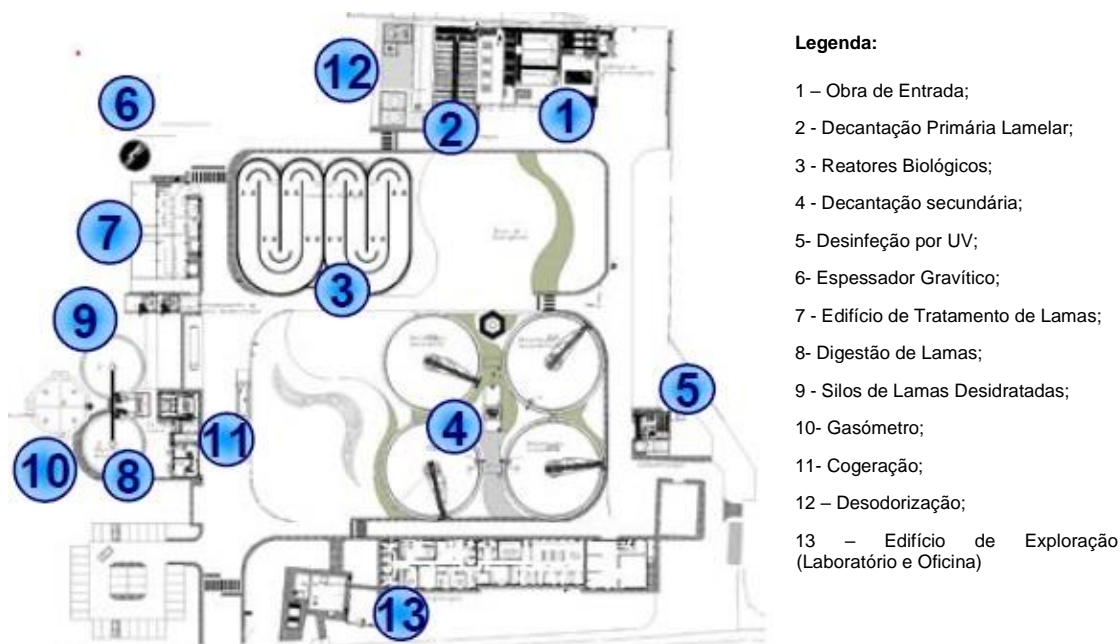 12
6
2
1
7
3
9
4
5
11
10
8
13
Legenda:
1 – Obra de Entrada;
2 - Decantação Primária Lamelar;
3 - Reatores Biológicos;
4 – Decantação secundária;
5- Desinfeção por UV;
6- Espessador Gravítico;
7 - Edifício de Tratamento de Lamas;
8- Digestão de Lamas;
9 - Silos de Lamas Desidratadas;
10- Gasómetro;
11- Cogeração;
12 – Desodorização;
13 – Edifício de Exploração
(Laboratório e Oficina)